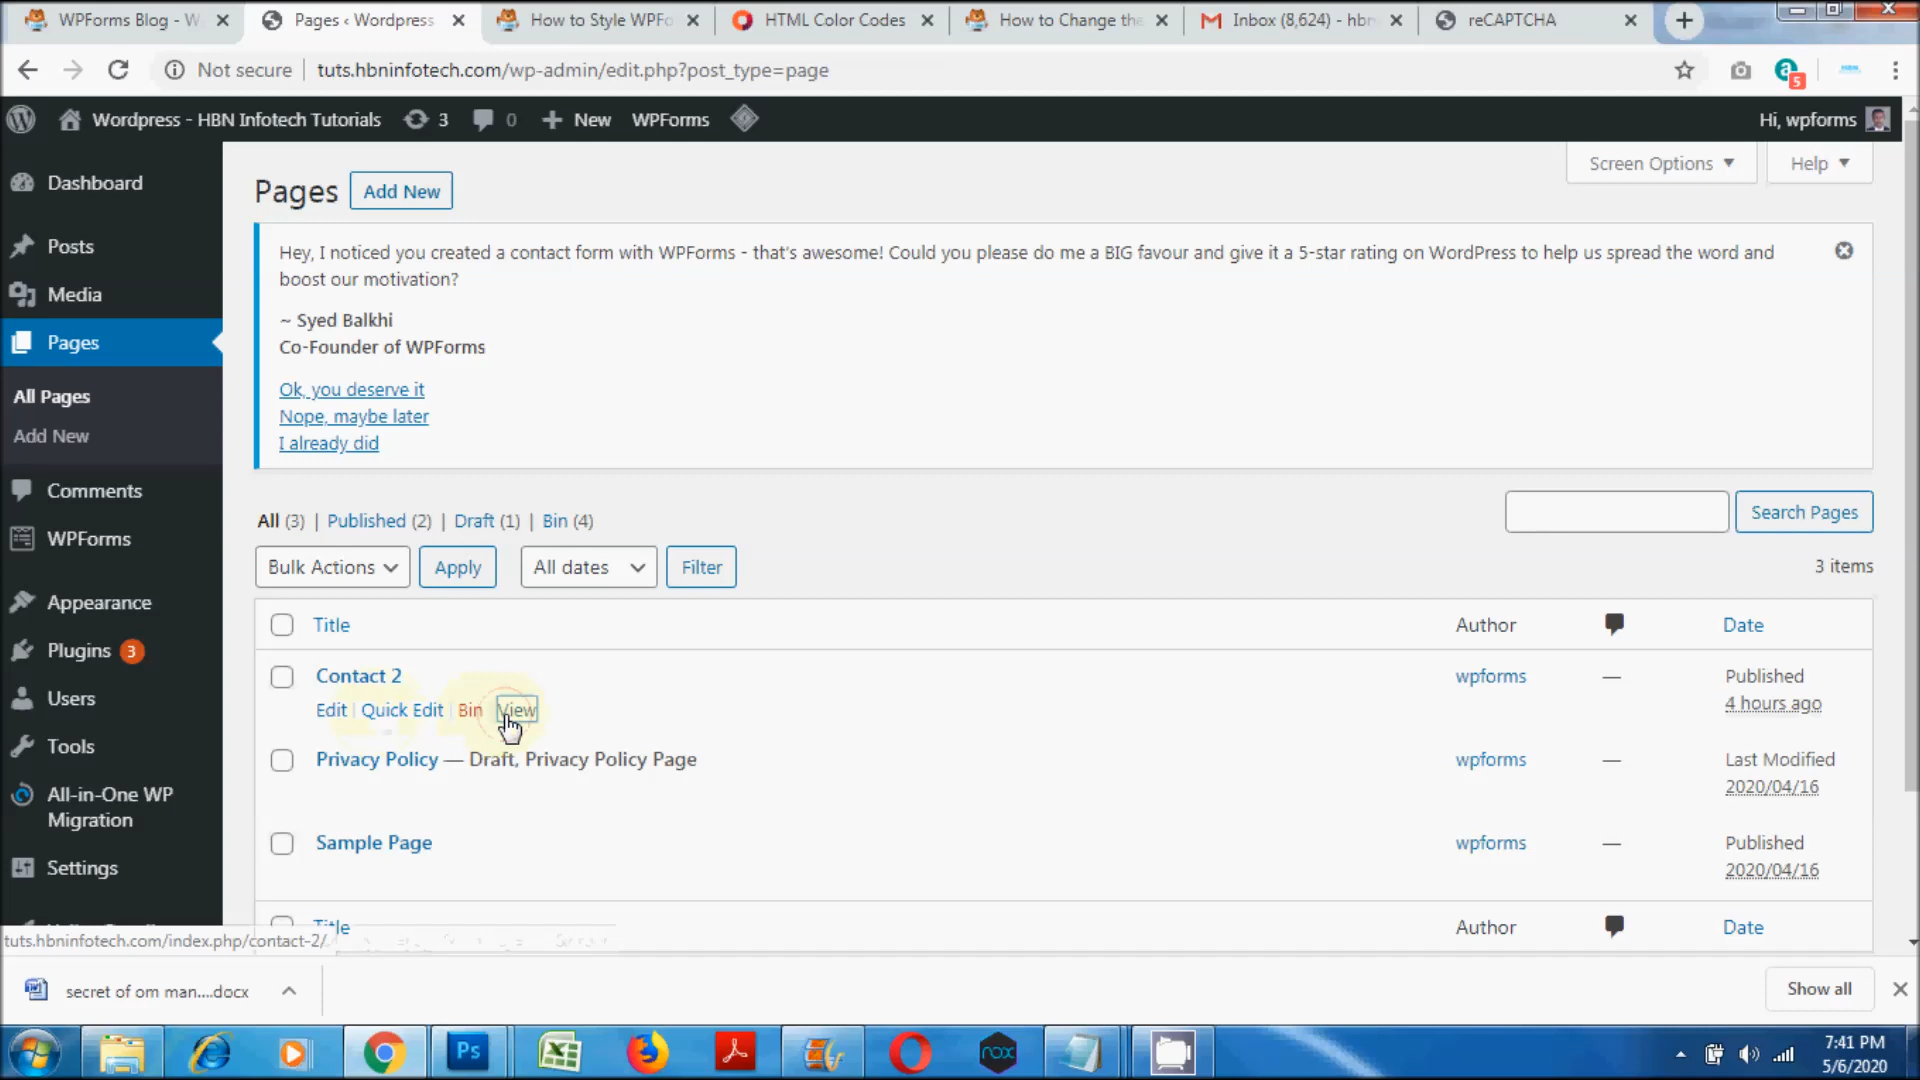 WPForms Blog - W
Pages ‹ Wordpress
How to Style WPFo
HTML Color Codes
How to Change the
Inbox (8,624) - hbn
reCAPTCHA
Not secure
tuts.hbninfotech.com/wp-admin/edit.php?post_type=page
5
Wordpress - HBN Infotech Tutorials
3
0
New
WPForms
Hi, wpforms
Screen Options
Help
Dashboard
Posts
Media
Pages
All Pages
Add New
Comments
WPForms
Appearance
Plugins 3
Users
Tools
All-in-One WP
Migration
Settings
Pages
Add New
Hey, I noticed you created a contact form with WPForms - that's awesome! Could you please do me a BIG favour and give it a 5-star rating on WordPress to help us spread the word and
boost our motivation?
~ Syed Balkhi
Co-Founder of WPForms
Ok, you deserve it
Nope, maybe later
I already did
All (3) | Published (2) | Draft (1) | Bin (4)
Search Pages
Bulk Actions
Apply
All dates
Filter
3 items
Title
Author
Date
Contact 2
wpforms
—
Published
Edit | Quick Edit | Bin | View
4 hours ago
Privacy Policy — Draft, Privacy Policy Page
wpforms
—
Last Modified
2020/04/16
Sample Page
wpforms
—
Published
2020/04/16
Title
Author
Date
tuts.hbninfotech.com/index.php/contact-2/
secret of om man....docx
Show all
Ps
nox
7:41 PM
5/6/2020